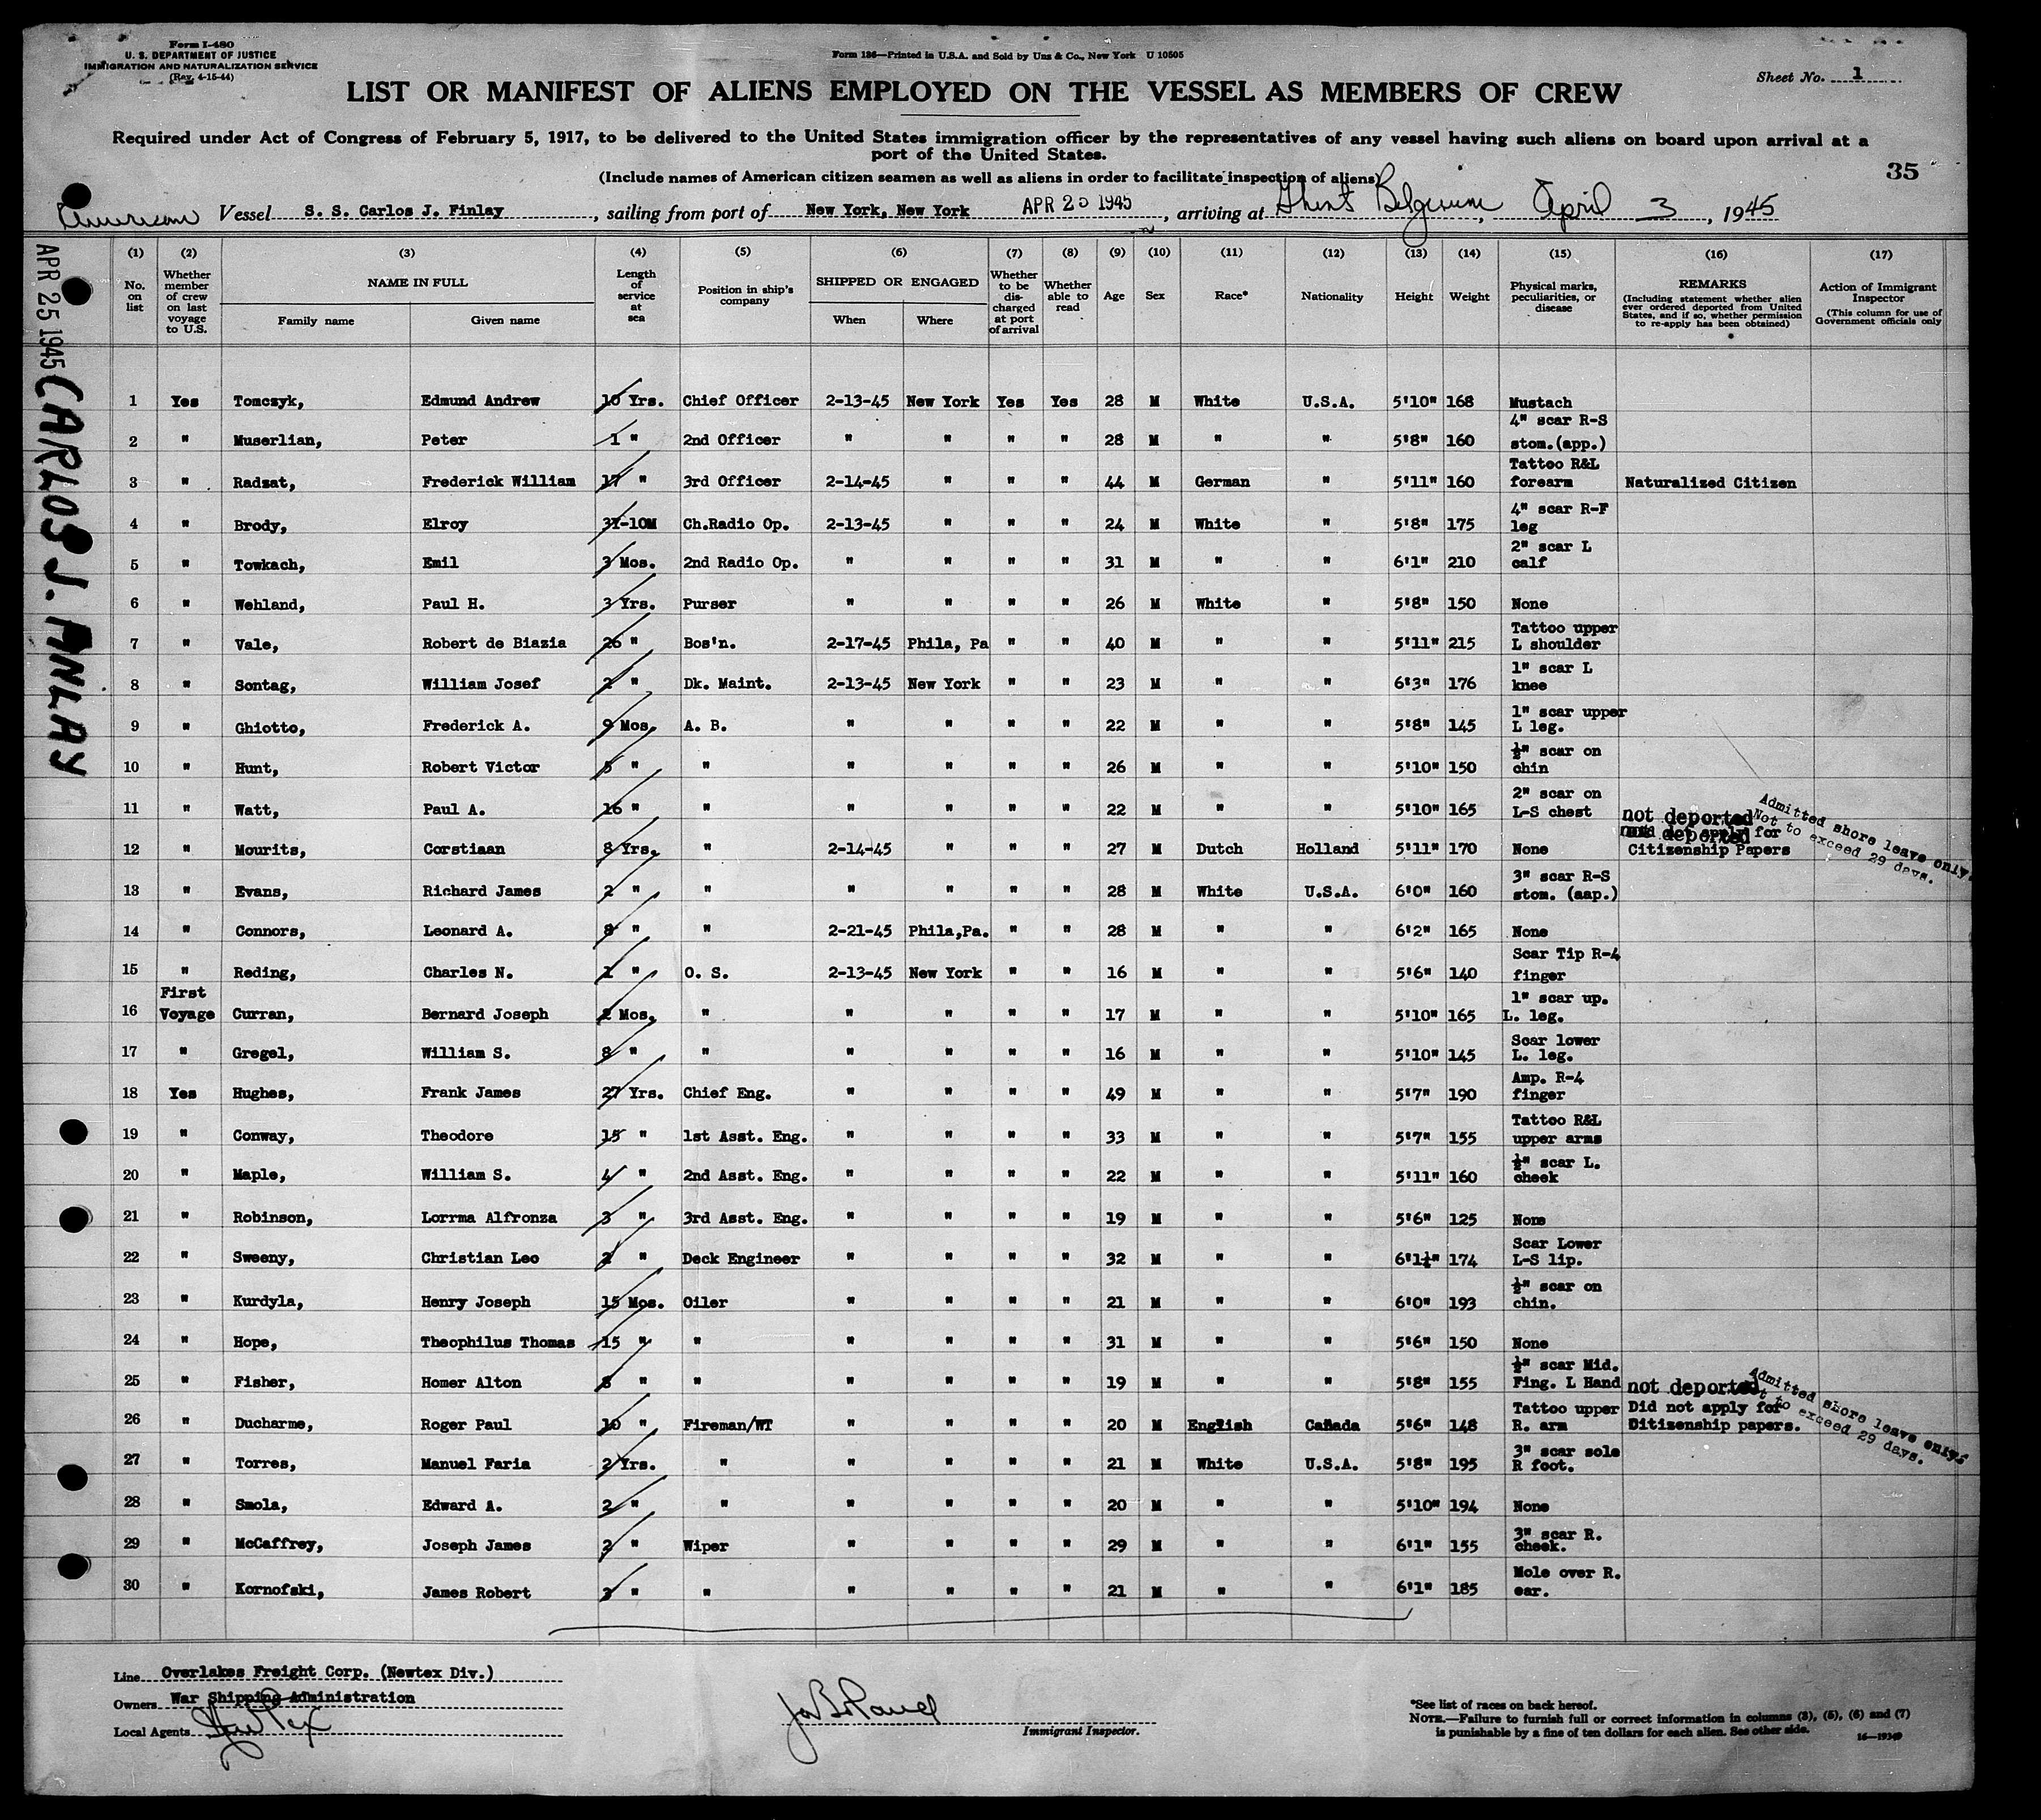 Form I-480
U. S. DEPARTMENT OF JUSTICE
IMMIGRATION AND NATURALIZATION SERVICE
(Rev. 4-15-44)
Form 136—Printed in U.S.A. and Sold by Unz & Co., New York U 10505
Sheet No. 1
LIST OR MANIFEST OF ALIENS EMPLOYED ON THE VESSEL AS MEMBERS OF CREW
Required under Act of Congress of February 5, 1917, to be delivered to the United States immigration officer by the representatives of any vessel having such aliens on board upon arrival at a
port of the United States.
35
(Include names of American citizen seamen as well as aliens in order to facilitate inspection of aliens)
American Vessel S. S. Carlos J. Finlay, sailing from port of New York, New York APR 20 1945, arriving at Ghent Belgium, April 3, 1945
APR 25 1945 CARLOS J. FINLAY
(1) (2) (3) (4) (5) (6) (7) (8) (9) (10) (11) (12) (13) (14) (15) (16) (17)
No. on list
Whether member of crew on last voyage to U.S.
NAME IN FULL
Family name Given name
Length of service at sea
Position in ship's company
SHIPPED OR ENGAGED
When Where
Whether to be discharged at port of arrival
Whether able to read
Age
Sex
Race*
Nationality
Height
Weight
Physical marks, peculiarities, or disease
REMARKS
(Including statement whether alien ever ordered deported from United States, and if so, whether permission to re-apply has been obtained)
Action of Immigrant Inspector
(This column for use of Government officials only
1 Yes Tomczyk, Edmund Andrew 10 Yrs. Chief Officer 2-13-45 New York Yes Yes 28 M White U.S.A. 5'10" 168 Mustach
2 " Muserlian, Peter 1 " 2nd Officer " " " " 28 M " " 5'8" 160 4" scar R-S stom.(app.)
3 " Radzat, Frederick William 17 " 3rd Officer 2-14-45 " " " 44 M German " 5'11" 160 Tattoo R&L forearm Naturalized Citizen
4 " Brody, Elroy 3Y-10M Ch.Radio Op. 2-13-45 " " " 24 M White " 5'8" 175 4" scar R-F leg
5 " Towkach, Emil 3 Mos. 2nd Radio Op. " " " " 31 M " " 6'1" 210 2" scar L calf
6 " Wehland, Paul H. 3 Yrs. Purser " " " " 26 M White " 5'8" 150 None
7 " Vale, Robert de Biazia 26 " Bos'n. 2-17-45 Phila, Pa " " 40 M " " 5'11" 215 Tattoo upper L shoulder
8 " Sontag, William Josef 2 " Dk. Maint. 2-13-45 New York " " 23 M " " 6'3" 176 1" scar L knee
9 " Ghiotto, Frederick A. 9 Mos. A. B. " " " " 22 M " " 5'8" 145 1" scar upper L leg.
10 " Hunt, Robert Victor 5 " " " " " " 26 M " " 5'10" 150 ½" scar on chin
11 " Watt, Paul A. 16 " " " " " " 22 M " " 5'10" 165 2" scar on L-S chest
12 " Mourits, Corstiaan 8 Yrs. " 2-14-45 " " " 27 M Dutch Holland 5'11" 170 None not deported Did not apply for Citizenship Papers Admitted shore leave only. Not to exceed 29 days.
13 " Evans, Richard James 2 " " " " " " 28 M White U.S.A. 6'0" 160 3" scar R-S stom. (aap.)
14 " Connors, Leonard A. 8 " " 2-21-45 Phila,Pa. " " 28 M " " 6'2" 165 None
15 " Reding, Charles N. 1 " O. S. 2-13-45 New York " " 16 M " " 5'6" 140 Scar Tip R-4 finger
16 First Voyage Curran, Bernard Joseph 2 Mos. " " " " " 17 M " " 5'10" 165 1" scar up. L. leg.
17 " Gregel, William S. 8 " " " " " " 16 M " " 5'10" 145 Scar lower L. leg.
18 Yes Hughes, Frank James 27 Yrs. Chief Eng. " " " " 49 M " " 5'7" 190 Amp. R-4 finger
19 " Conway, Theodore 15 " 1st Asst. Eng. " " " " 33 M " " 5'7" 155 Tattoo R&L upper arms
20 " Maple, William S. 4 " 2nd Asst. Eng. " " " " 22 M " " 5'11" 160 ½" scar L. cheek
21 " Robinson, Lorrma Alfronza 3 " 3rd Asst. Eng. " " " " 19 M " " 5'6" 125 None
22 " Sweeny, Christian Leo 2 " Deck Engineer " " " " 32 M " " 6'1½" 174 Scar Lower L-S lip.
23 " Kurdyla, Henry Joseph 15 Mos. Oiler " " " " 21 M " " 6'0" 193 ½" scar on chin.
24 " Hope, Theophilus Thomas 15 " " " " " " 31 M " " 5'6" 150 None
25 " Fisher, Homer Alton 8 " " " " " " 19 M " " 5'8" 155 ½" scar Mid. Fing. L Hand
26 " Ducharme, Roger Paul 10 " Fireman/WT " " " " 20 M English Canada 5'6" 148 Tattoo upper R. arm not deported Did not apply for Citizenship papers. Admitted shore leave only. Not to exceed 29 days.
27 " Torres, Manuel Faria 2 Yrs. " " " " " 21 M White U.S.A. 5'8" 195 3" scar sole R foot.
28 " Smola, Edward A. 2 " " " " " " 20 M " " 5'10" 194 None
29 " McCaffrey, Joseph James 2 " Wiper " " " " 29 M " " 6'1" 155 3" scar R. cheek.
30 " Kornofski, James Robert 3 " " " " " " 21 M " " 6'1" 185 Mole over R. ear.
Line Overlakes Freight Corp. (Newtex Div.)
Owners War Shipping Administration
Local Agents
Immigrant Inspector.
*See list of races on back hereof.
NOTE.—Failure to furnish full or correct information in columns (3), (5), (6) and (7)
is punishable by a fine of ten dollars for each alien. See other side.
16—19349